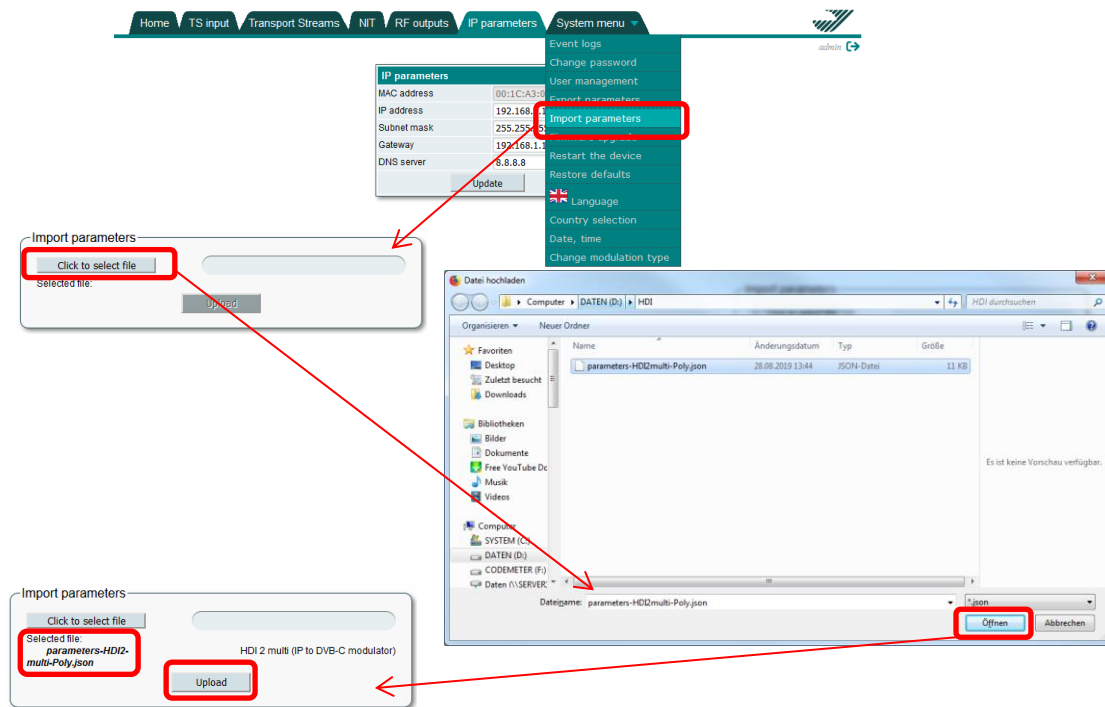 Home TS input Transport Streams NIT RF outputs IP parameters System menu
admin
Event logs
Change password
User management
Export parameters
Import parameters
Firmware upgrade
Restart the device
Restore defaults
Language
Country selection
Date, time
Change modulation type
IP parameters
MAC address 00:1C:A3:0
IP address 192.168.
Subnet mask 255.255.
Gateway 192.168.1.1
DNS server 8.8.8.8
Update
Import parameters
Click to select file
Selected file:
Upload
Datei hochladen
Computer DATEN (D:) HDI HDI durchsuchen
Organisieren Neuer Ordner
Name Änderungsdatum Typ Größe
parameters-HDI2multi-Poly.json 28.08.2019 13:44 JSON-Datei 11 KB
Favoriten
Desktop
Zuletzt besucht
Downloads
Bibliotheken
Bilder
Dokumente
Free YouTube Dc
Musik
Videos
Computer
SYSTEM (C:)
DATEN (D:)
CODEMETER (F:)
Daten (\\SERVER
Es ist keine Vorschau verfügbar.
Dateiname: parameters-HDI2multi-Poly.json *.json
Öffnen Abbrechen
Import parameters
Click to select file
Selected file:
parameters-HDI2-
multi-Poly.json
HDI 2 multi (IP to DVB-C modulator)
Upload